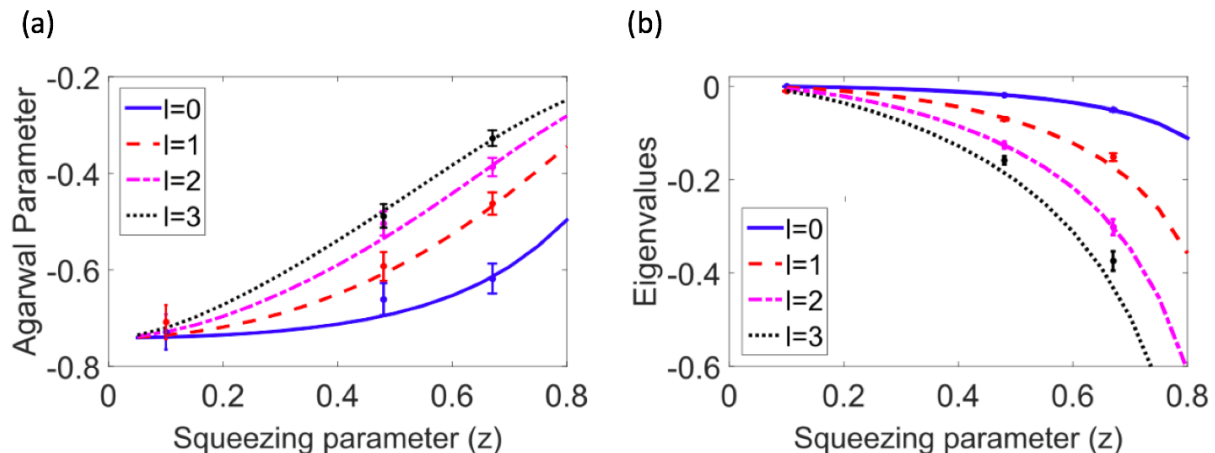 (a)
(b)
-0.2
-0.4
-0.6
-0.8
Agarwal Parameter
l=0
l=1
l=2
l=3
0
0.2
0.4
0.6
0.8
Squeezing parameter (z)
0
-0.2
-0.4
-0.6
Eigenvalues
l=0
l=1
l=2
l=3
0
0.2
0.4
0.6
0.8
Squeezing parameter (z)